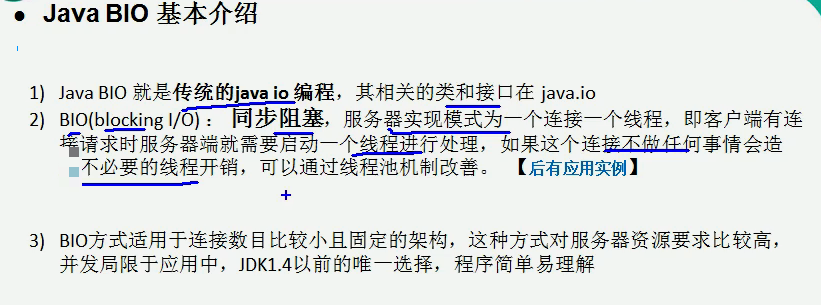 ● Java BIO 基本介绍
1) Java BIO 就是传统的java io 编程，其相关的类和接口在 java.io
2) BIO(blocking I/O)： 同步阻塞，服务器实现模式为一个连接一个线程，即客户端有连
接请求时服务器端就需要启动一个线程进行处理，如果这个连接不做任何事情会造
不必要的线程开销，可以通过线程池机制改善。 【后有应用实例】
3) BIO方式适用于连接数目比较小且固定的架构，这种方式对服务器资源要求比较高，
并发局限于应用中，JDK1.4以前的唯一选择，程序简单易理解